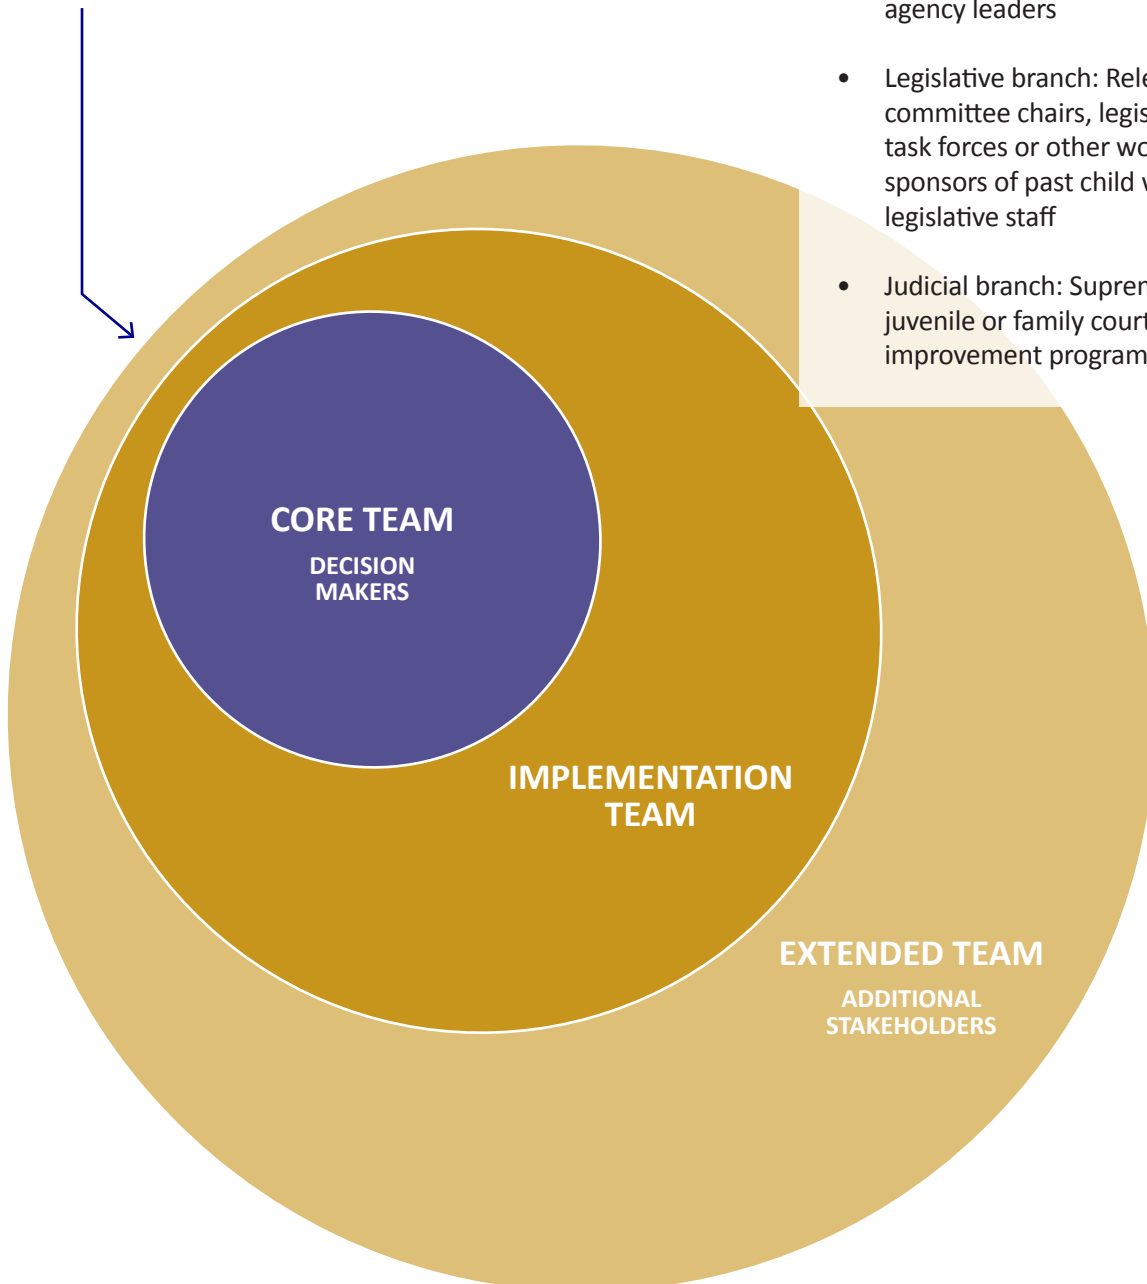 agency leaders
• Legislative branch: Rele
committee chairs, legis
task forces or other wo
sponsors of past child w
legislative staff
• Judicial branch: Suprem
juvenile or family court
improvement program
CORE TEAM
DECISION
MAKERS
IMPLEMENTATION
TEAM
EXTENDED TEAM
ADDITIONAL
STAKEHOLDERS